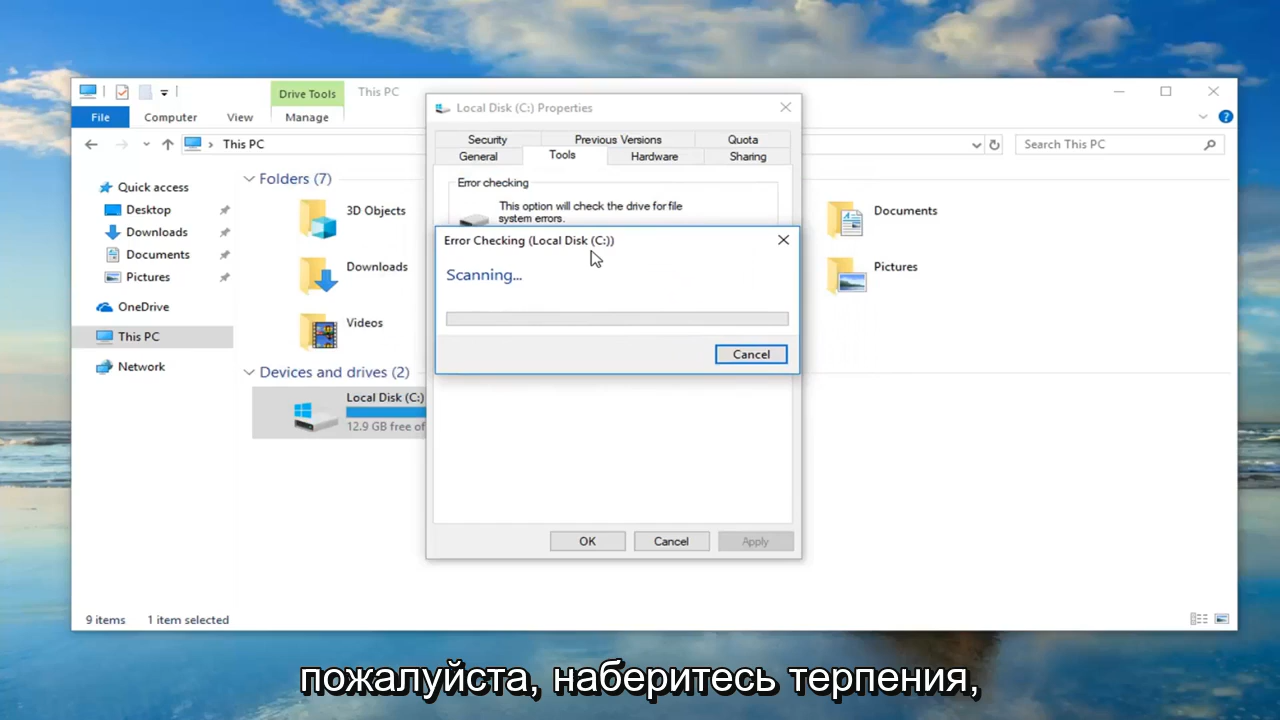 Drive Tools
This PC
File
Computer
View
Manage
This PC
Search This PC
Quick access
Desktop
Downloads
Documents
Pictures
OneDrive
This PC
Network
Folders (7)
3D Objects
Downloads
Videos
Documents
Pictures
Devices and drives (2)
Local Disk (C:)
12.9 GB free of
Local Disk (C:) Properties
Security
Previous Versions
Quota
General
Tools
Hardware
Sharing
Error checking
This option will check the drive for file
system errors.
Error Checking (Local Disk (C:))
Scanning...
Cancel
OK
Cancel
Apply
9 items
1 item selected
пожалуйста, наберитесь терпения,